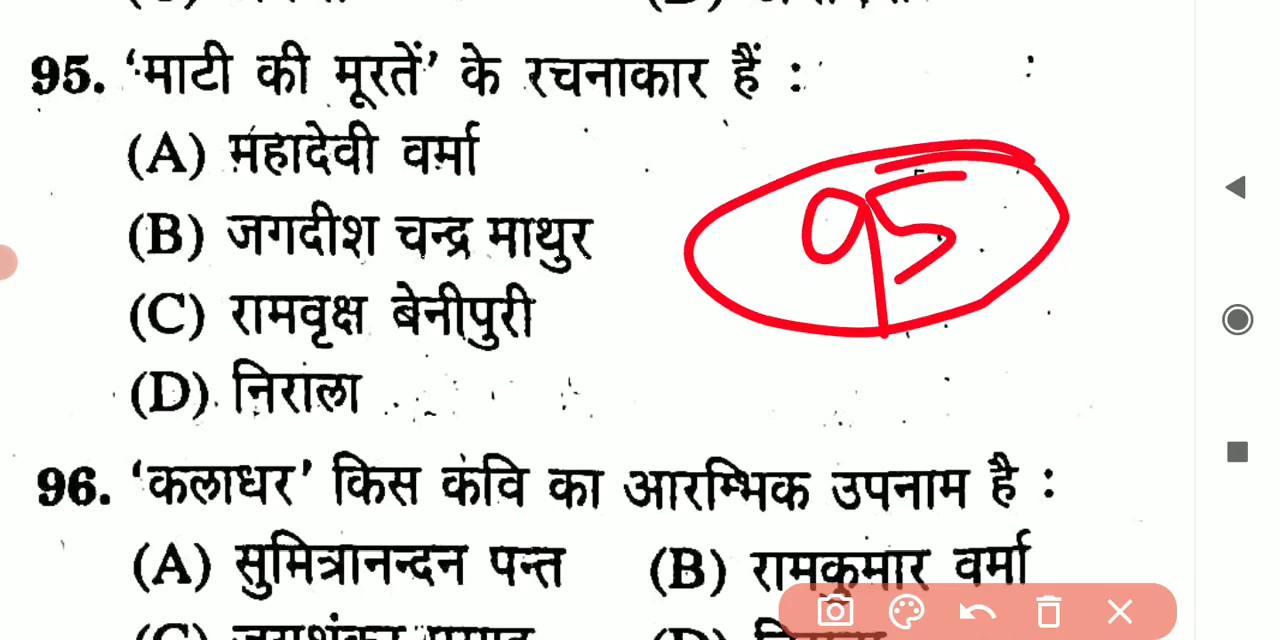 95. ‘माटी की मूरतें’ के रचनाकार हैं :
(A) महादेवी वर्मा
(B) जगदीश चन्द्र माथुर
95
(C) रामवृक्ष बेनीपुरी
(D) निराला
96. ‘कलाधर’ किस कवि का आरम्भिक उपनाम है :
(A) सुमित्रानन्दन पन्त (B) रामकुमार वर्मा